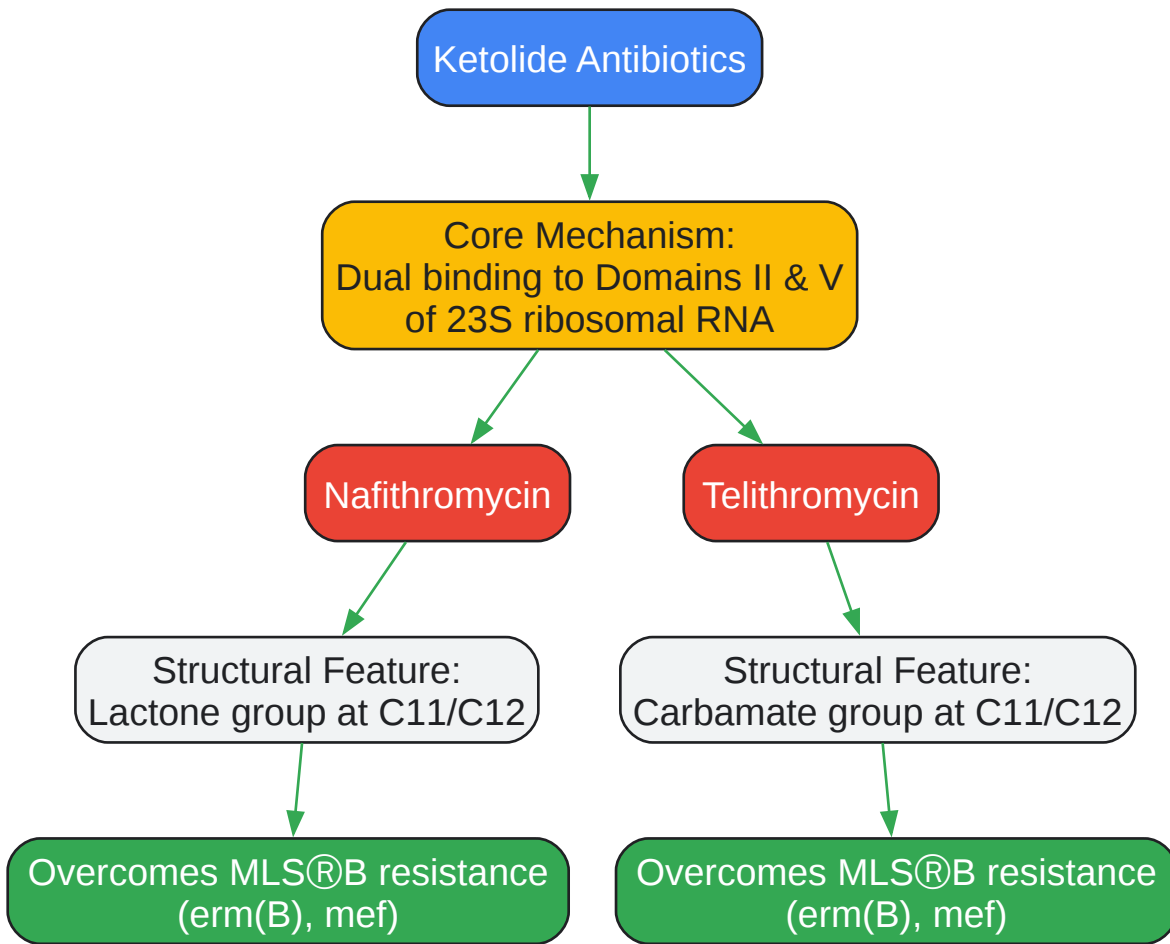 Ketolide Antibiotics
Core Mechanism:
Dual binding to Domains II & V
of 23S ribosomal RNA
Nafithromycin
Telithromycin
Structural Feature:
Lactone group at C11/C12
Structural Feature:
Carbamate group at C11/C12
Overcomes MLSⓇB resistance
(erm(B), mef)
Overcomes MLSⓇB resistance
(erm(B), mef)